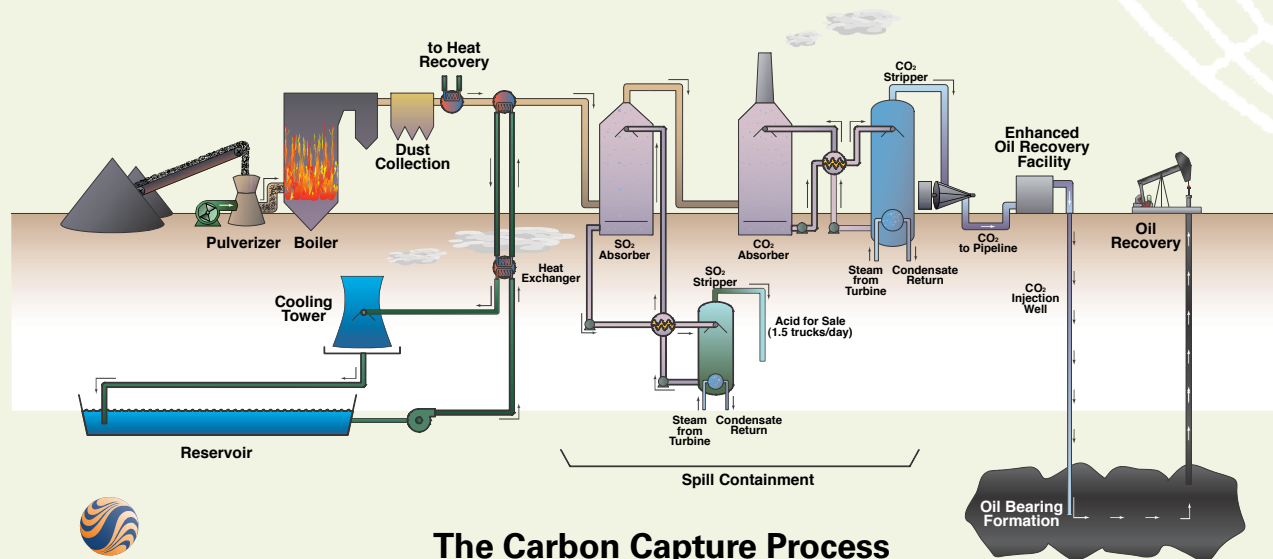 to Heat
Recovery
Dust
Collection
Pulverizer
Boiler
SO₂
Absorber
CO₂
Absorber
CO₂
Stripper
Steam
from
Turbine
Condensate
Return
CO₂
to Pipeline
Enhanced
Oil Recovery
Facility
Oil
Recovery
CO₂
Injection
Well
Heat
Exchanger
Cooling
Tower
SO₂
Stripper
Acid for Sale
(1.5 trucks/day)
Steam
from
Turbine
Condensate
Return
Reservoir
Spill Containment
Oil Bearing
Formation
The Carbon Capture Process